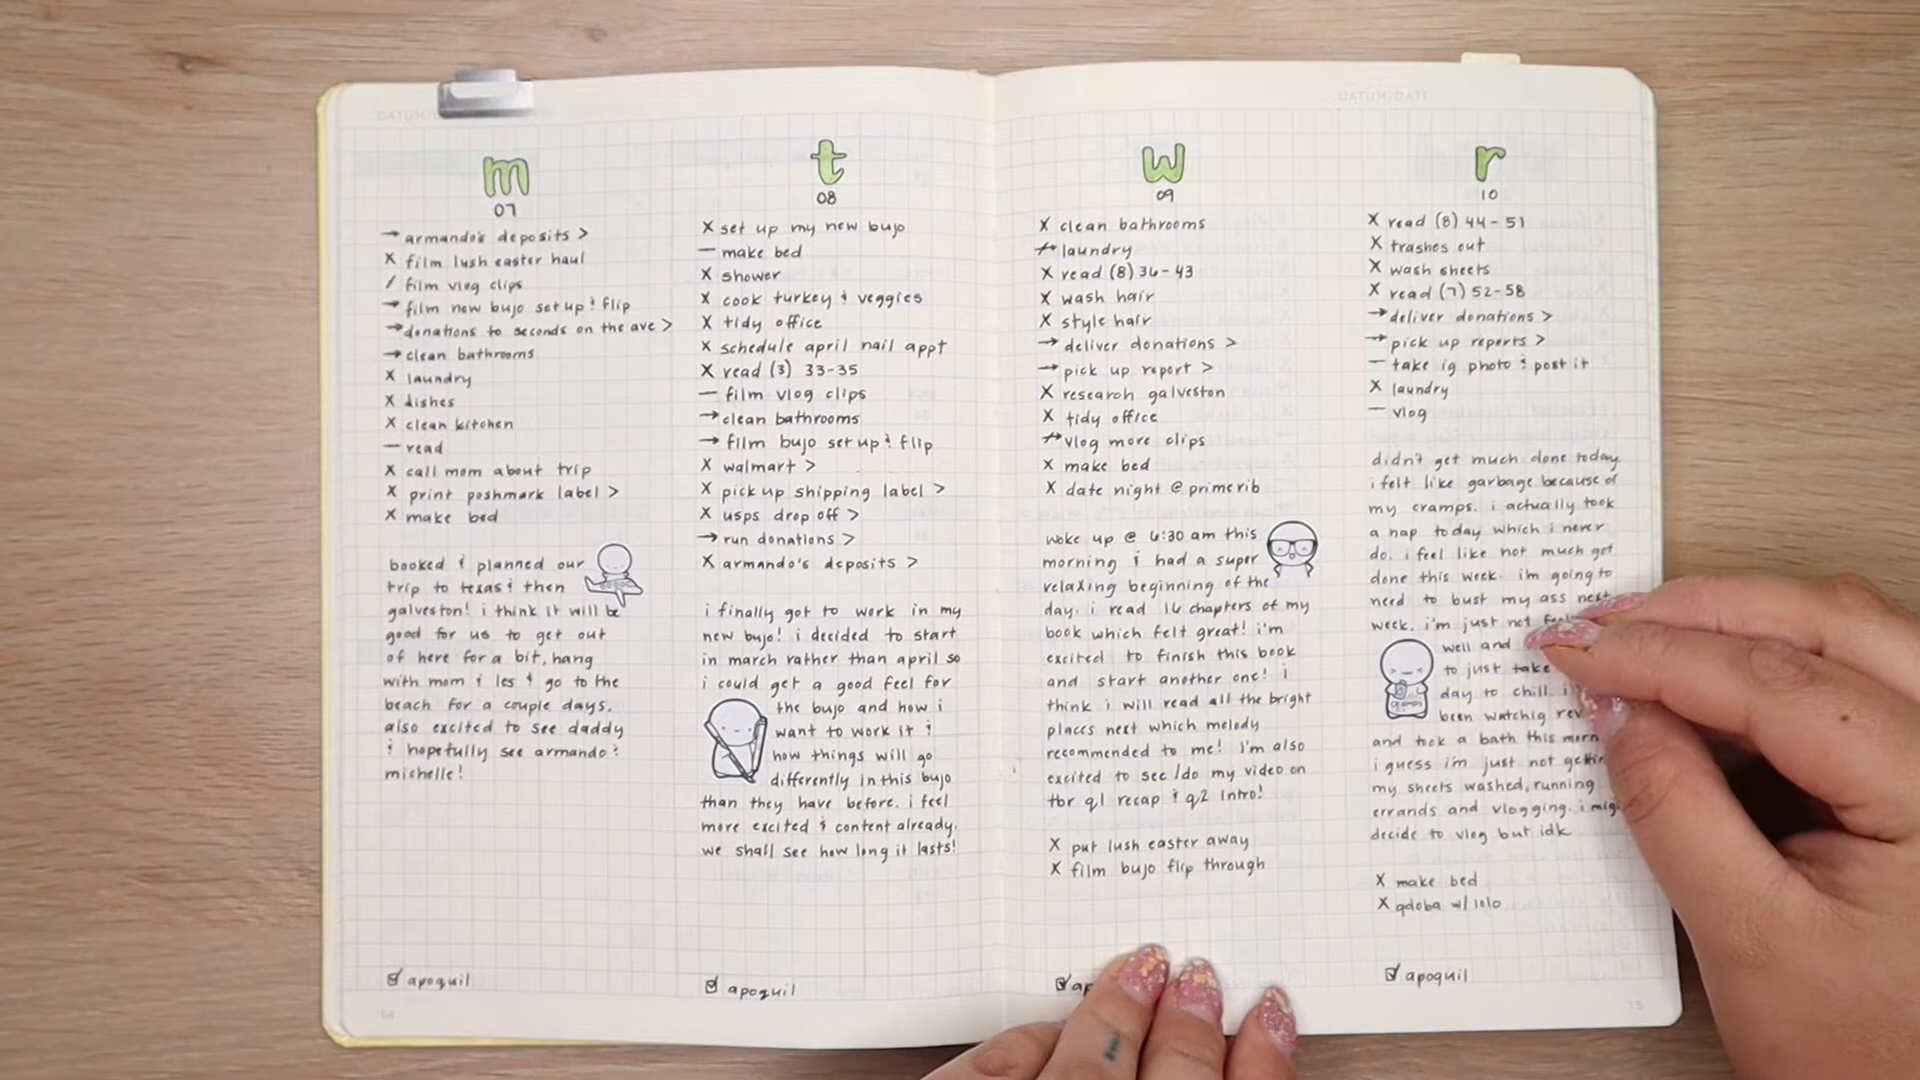 DATUM/DATE
m
07
→ armando's deposits >
x film lush easter haul
/ film vlog clips
→ film new bujo set up & flip
→ donations to seconds on the ave >
→ clean bathrooms
x laundry
x dishes
x clean kitchen
— read
x call mom about trip
x print poshmark label >
x make bed
booked & planned our
trip to texas & then
galveston! i think it will be
good for us to get out
of here for a bit, hang
with mom & les & go to the
beach for a couple days.
also excited to see daddy
& hopefully see armando &
michelle!
apoquil
14
t
08
x set up my new bujo
— make bed
x shower
x cook turkey & veggies
x tidy office
x schedule april nail appt
x read (3) 33-35
— film vlog clips
→ clean bathrooms
→ film bujo set up & flip
x walmart >
x pick up shipping label >
x usps drop off >
→ run donations >
x armando's deposits >
i finally got to work in my
new bujo! i decided to start
in march rather than april so
i could get a good feel for
the bujo and how i
want to work it &
how things will go
differently in this bujo
than they have before. i feel
more excited & content already.
we shall see how long it lasts!
apoquil
w
09
x clean bathrooms
laundry
x read (8) 36-43
x wash hair
x style hair
→ deliver donations >
→ pick up report >
x research galveston
x tidy office
vlog more clips
x make bed
x date night @ prime rib
woke up @ 6:30 am this
morning & had a super
relaxing beginning of the
day. i read 16 chapters of my
book which felt great! i'm
excited to finish this book
and start another one! i
think i will read all the bright
places next which melody
recommended to me! i'm also
excited to see/do my video on
tbr q1 recap & q2 intro!
x put lush easter away
x film bujo flip through
ap
DATUM/DATE
r
10
x read (8) 44-51
x trashes out
x wash sheets
x read (7) 52-58
→ deliver donations >
→ pick up reports >
— take ig photo & post it
x laundry
— vlog
didn't get much done today.
i felt like garbage because of
my cramps. i actually took
a nap today which i never
do. i feel like not much got
done this week. i'm going to
need to bust my ass next
week. i'm just not
well and
to just take
day to chill. i
been watchig
and took a bath this
i guess i'm just not
my sheets washed, running
errands and vlogging. i
decide to vlog but idk
CRAMPS
x make bed
x qdoba w/ lolo
apoquil
15